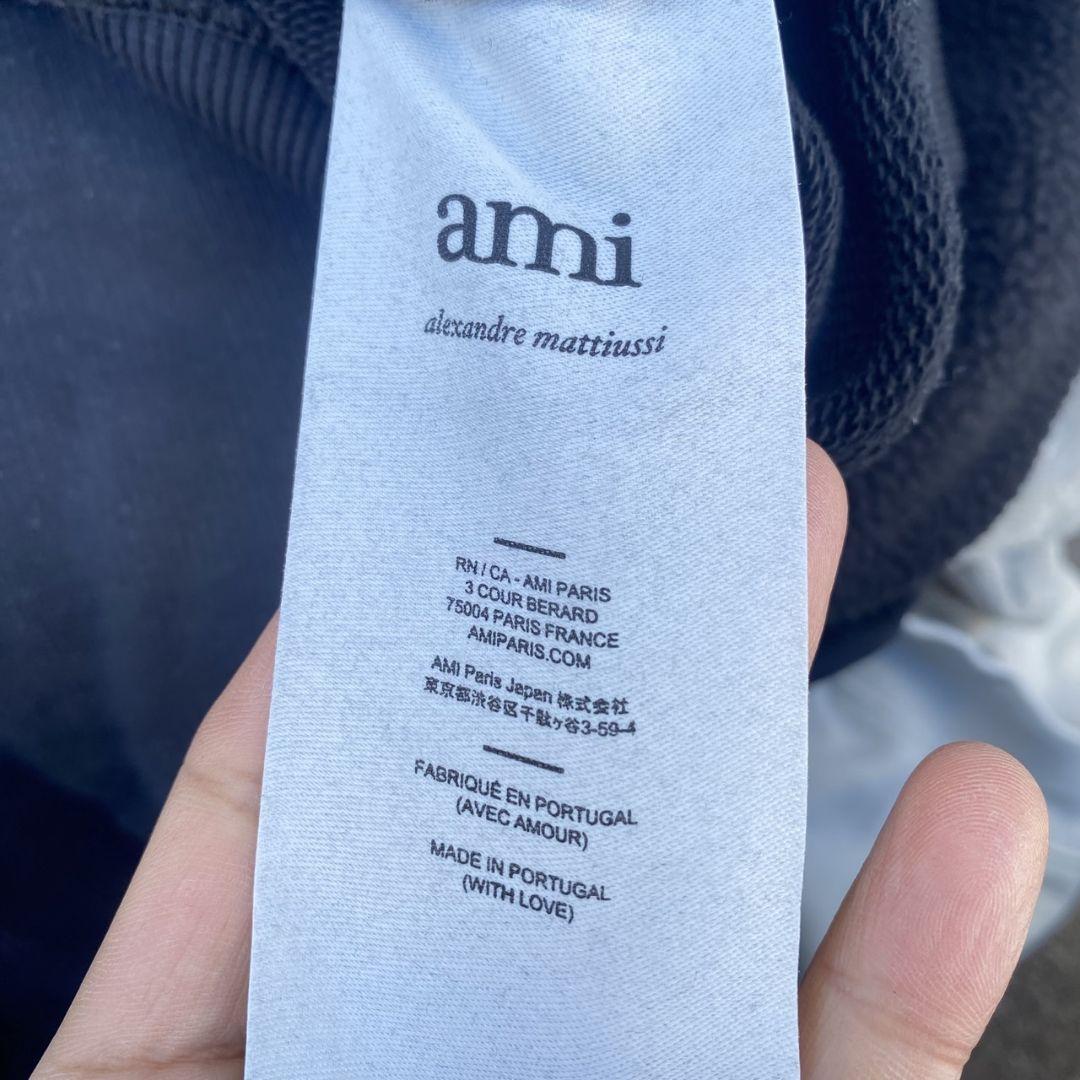 ami
alexandre mattiussi
RN / CA - AMI PARIS
3 COUR BERARD
75004 PARIS FRANCE
AMIPARIS.COM
AMI Paris Japan 株式会社
東京都渋谷区千駄ヶ谷3-59-4
FABRIQUÉ EN PORTUGAL
(AVEC AMOUR)
MADE IN PORTUGAL
(WITH LOVE)